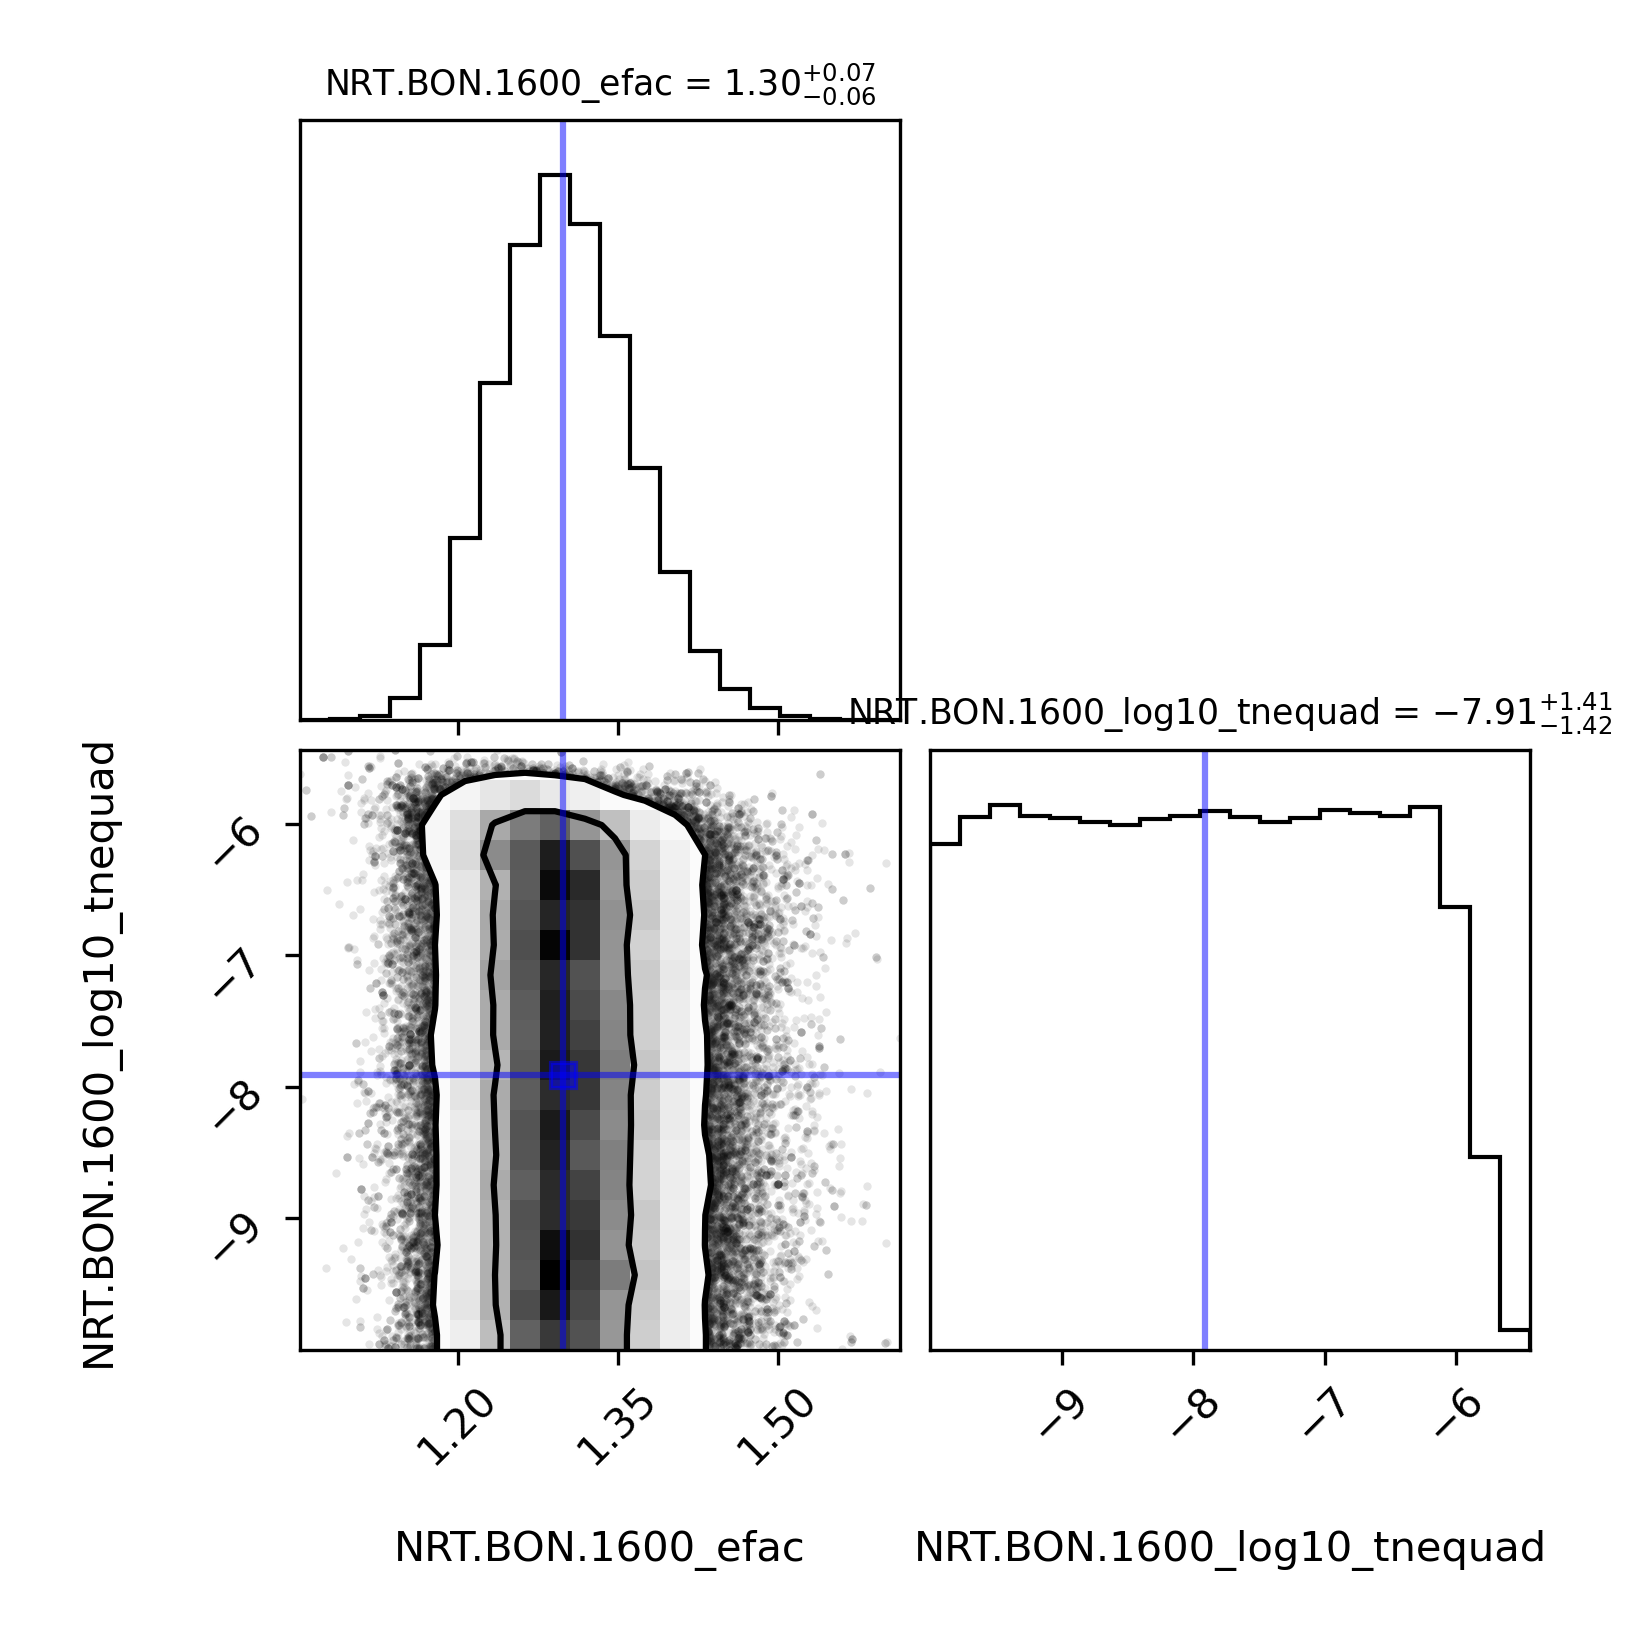 NRT.BON.1600_efac = 1.30 +0.07 −0.06
NRT.BON.1600_log10_tnequad = −7.91 +1.41 −1.42
NRT.BON.1600_log10_tnequad
−6
−7
−8
−9
1.20
1.35
1.50
−9
−8
−7
−6
NRT.BON.1600_efac
NRT.BON.1600_log10_tnequad